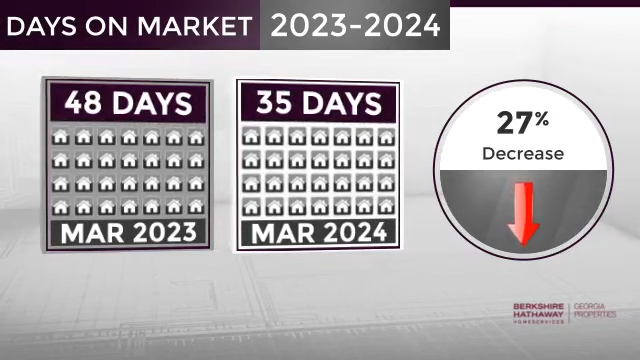 DAYS ON MARKET 2023-2024
48 DAYS
MAR 2023
35 DAYS
MAR 2024
27%
Decrease
BERKSHIRE
HATHAWAY
HOMESERVICES
GEORGIA
PROPERTIES